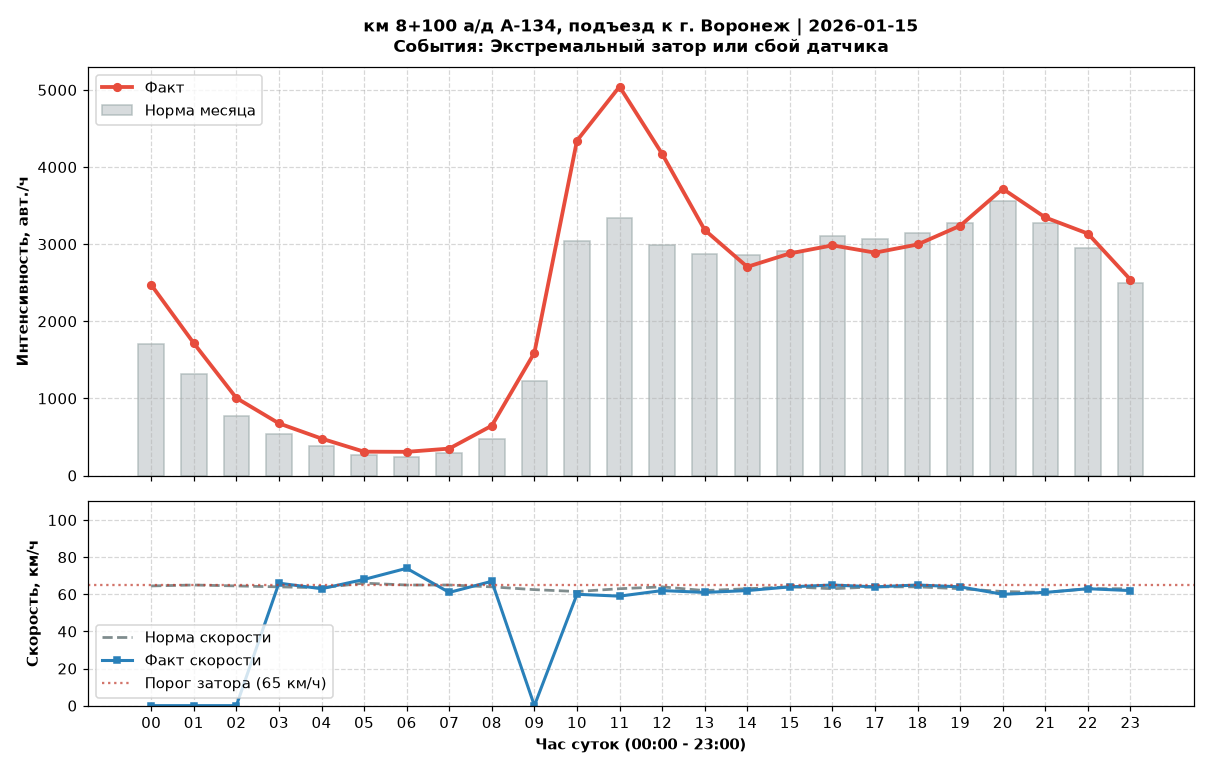 км 8+100 а/д А-134, подъезд к г. Воронеж | 2026-01-15
События: Экстремальный затор или сбой датчика
Интенсивность, авт./ч
5000
4000
3000
2000
1000
0
Факт
Норма месяца
Скорость, км/ч
100
80
60
40
20
0
Норма скорости
Факт скорости
Порог затора (65 км/ч)
00 01 02 03 04 05 06 07 08 09 10 11 12 13 14 15 16 17 18 19 20 21 22 23
Час суток (00:00 - 23:00)